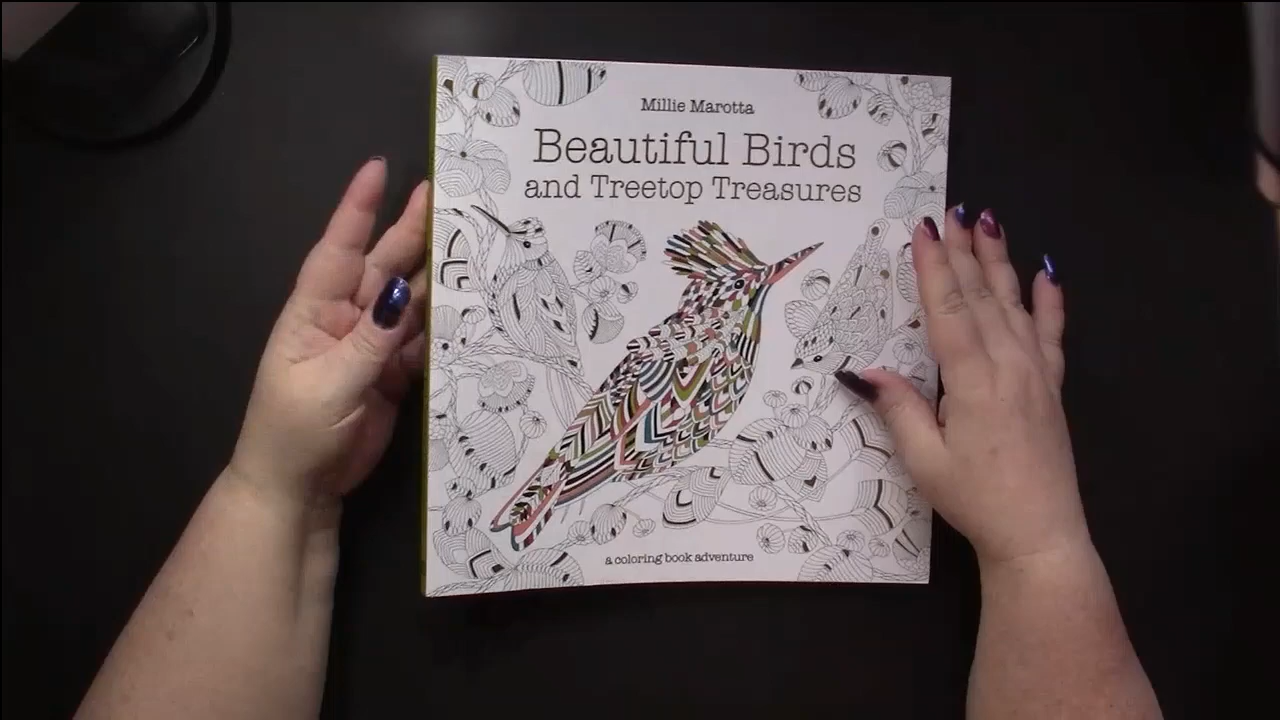 Millie Marotta
Beautiful Birds
and Treetop Treasures
a coloring book adventure